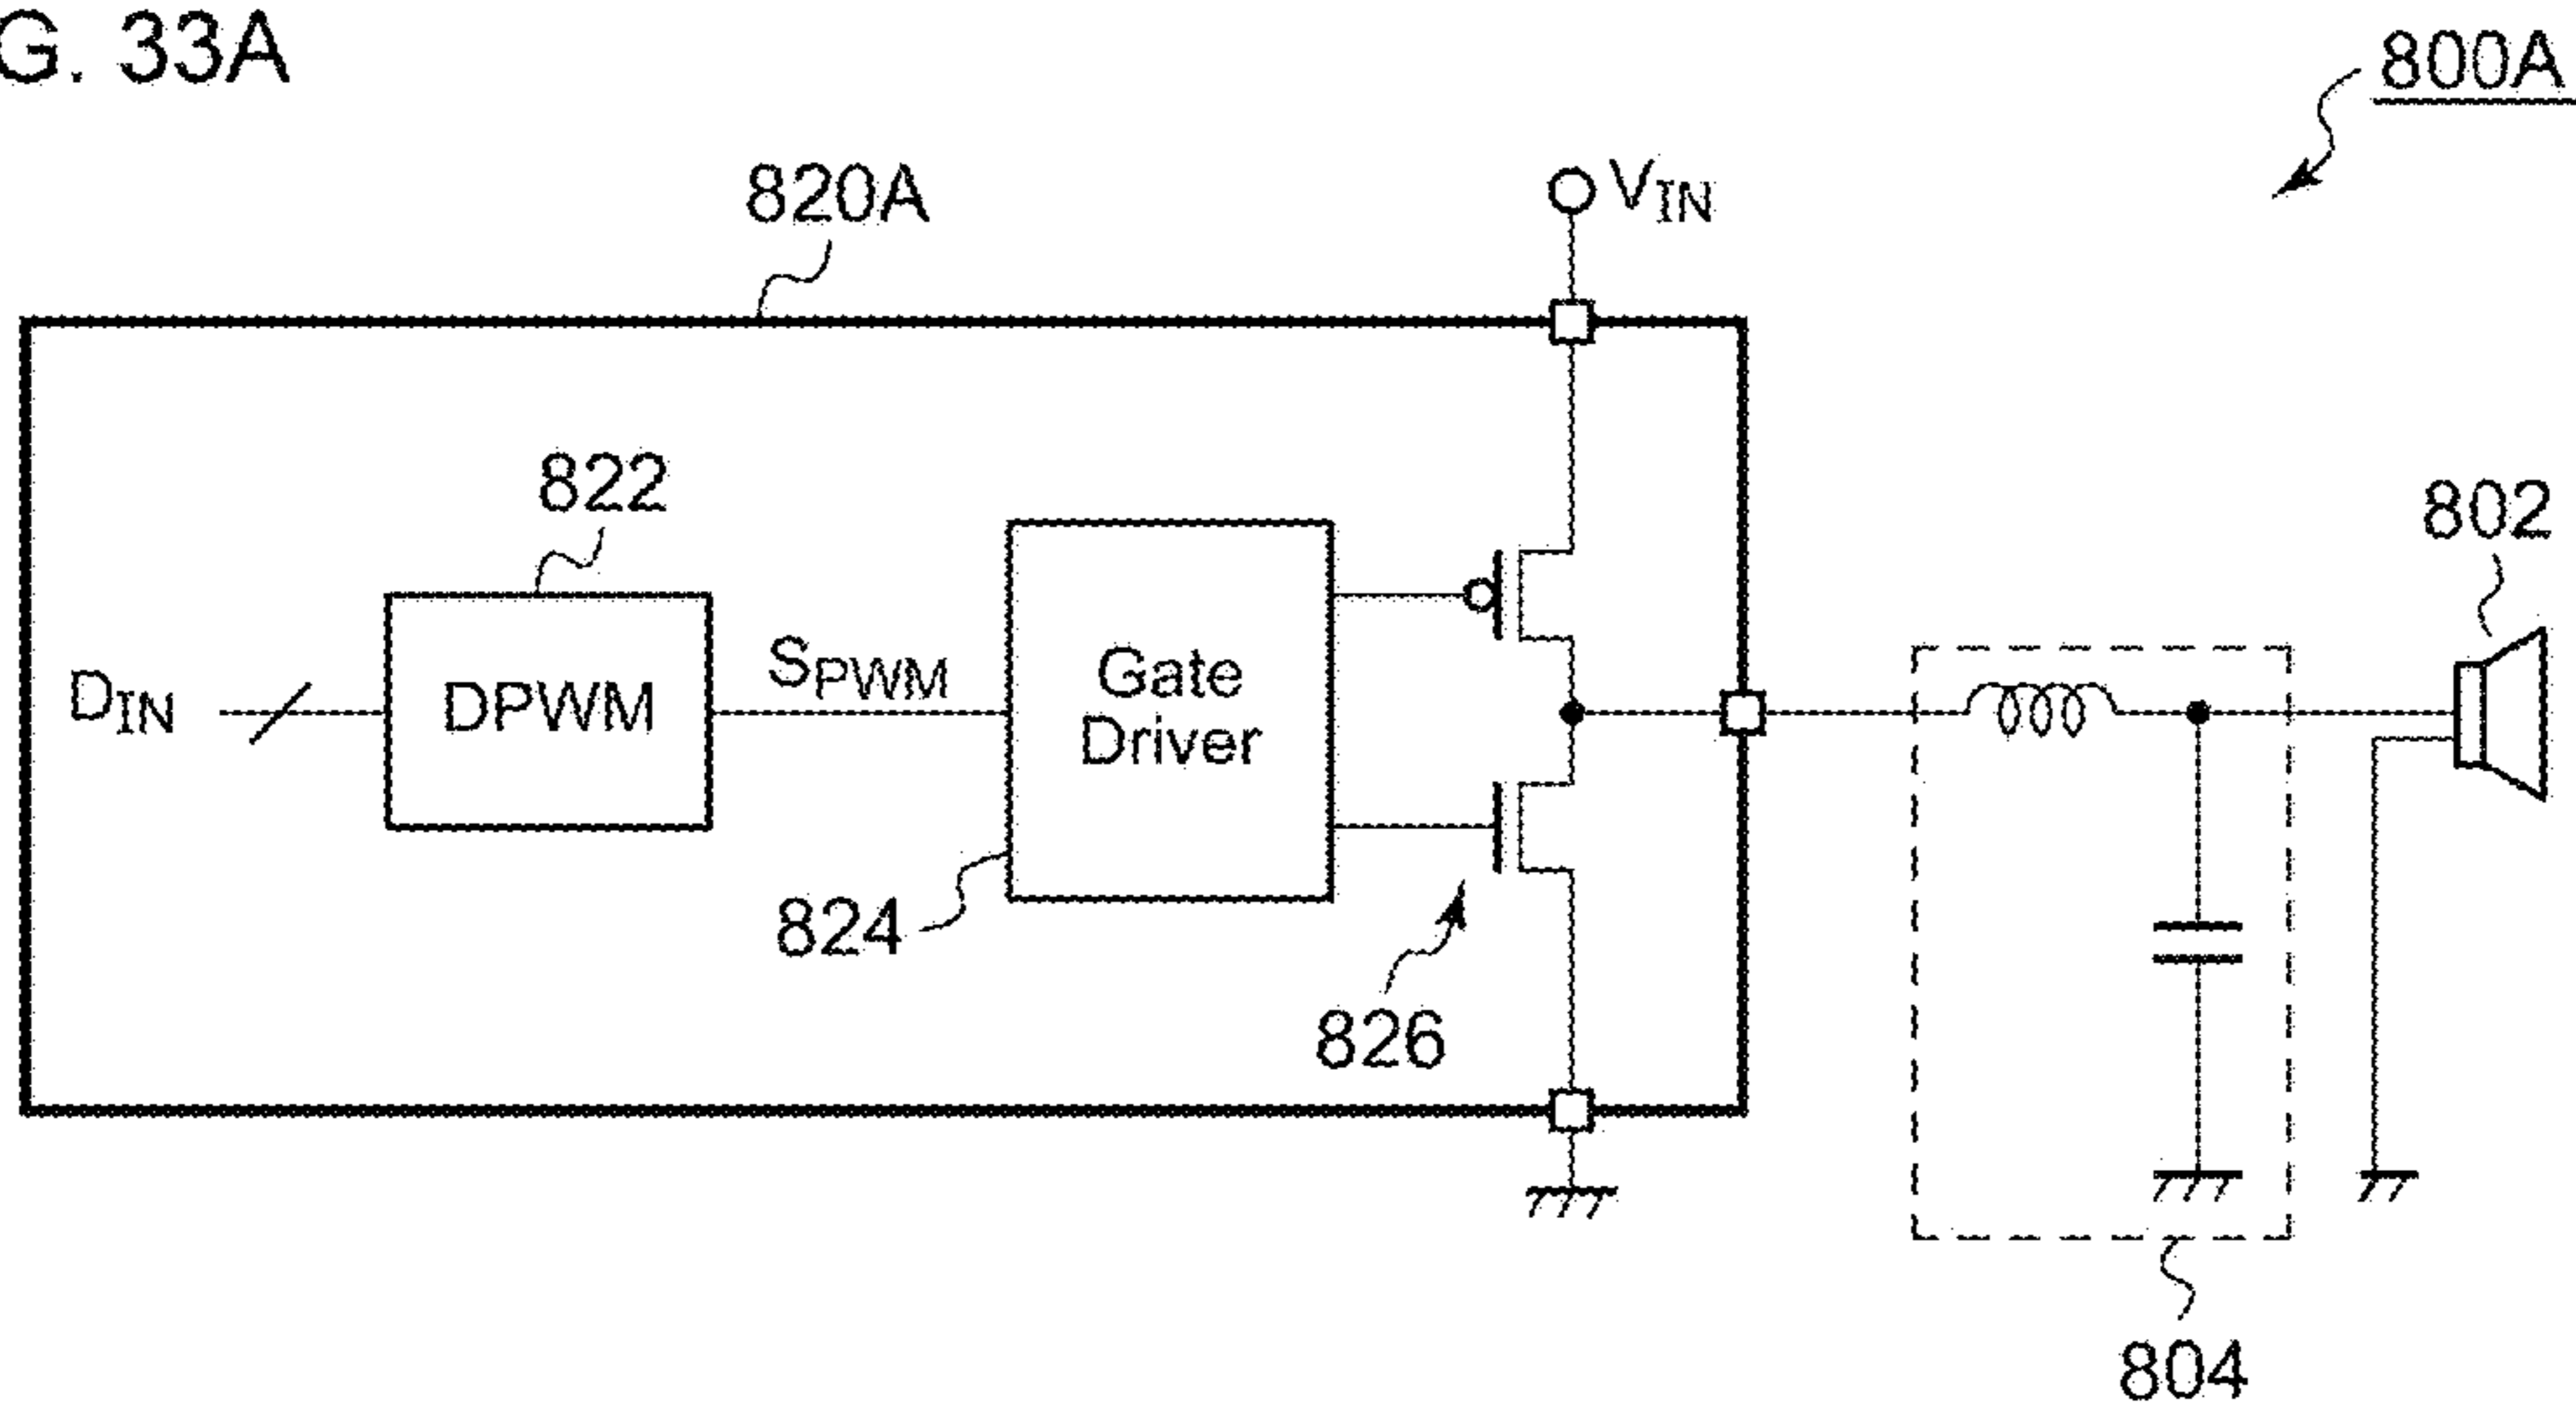 G. 33A
800A
820A
VIN
822
802
DIN
DPWM
SPWM
Gate
Driver
824
826
804